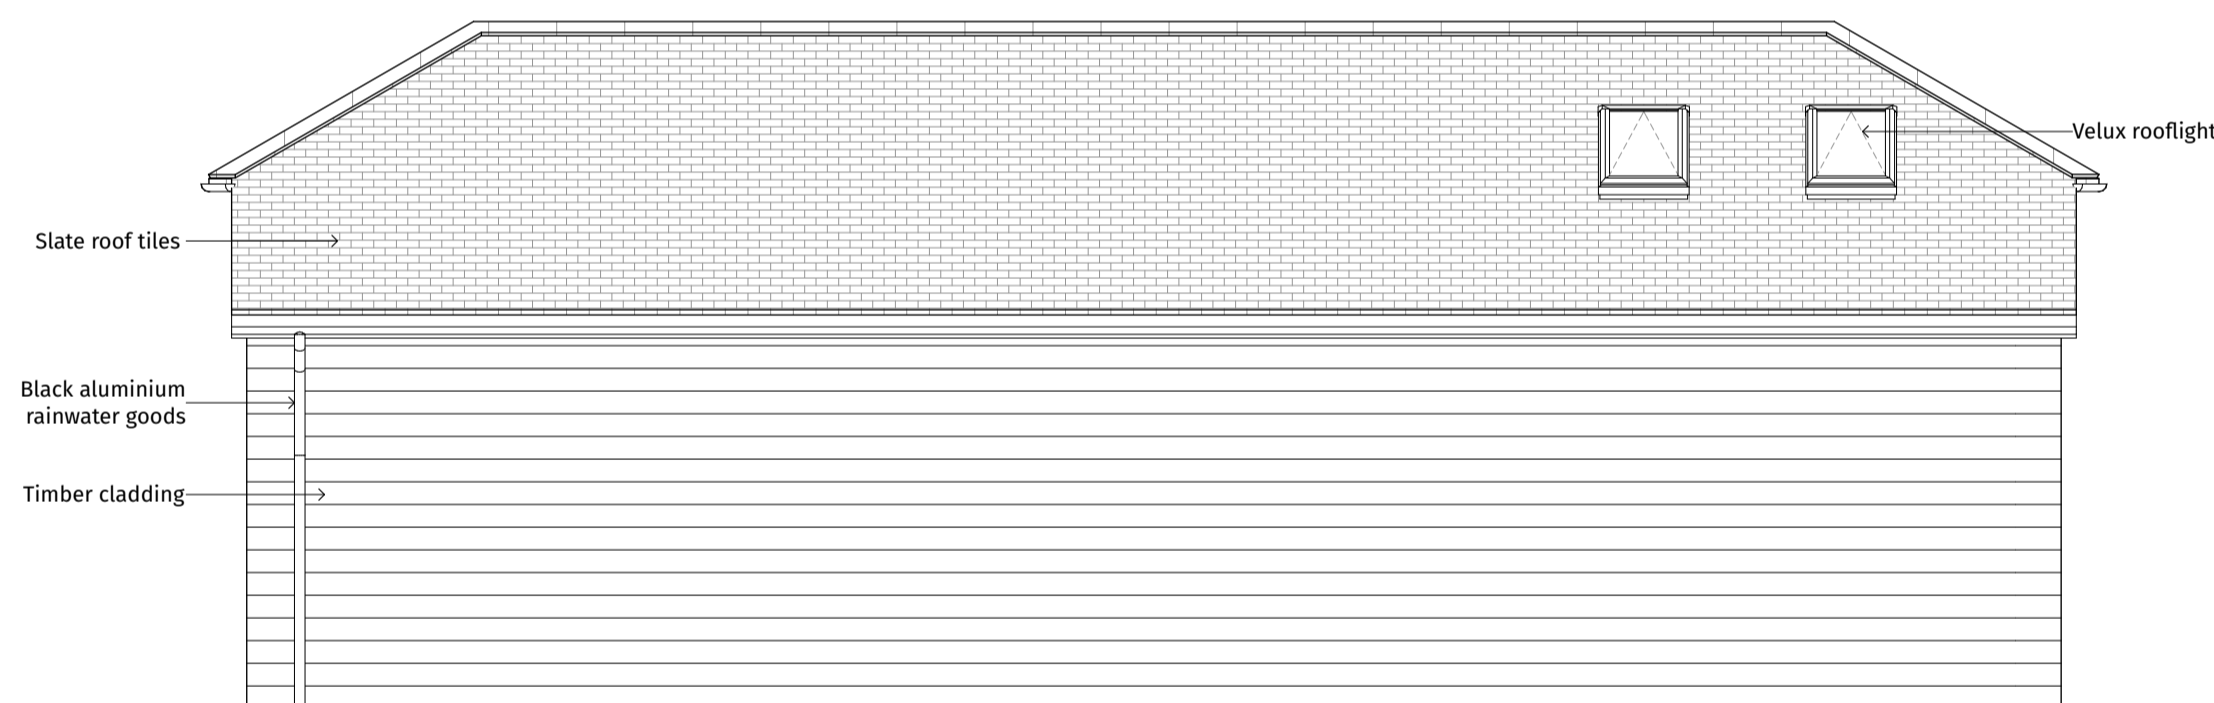 Velux rooflight
Slate roof tiles
Black aluminium
rainwater goods
Timber cladding